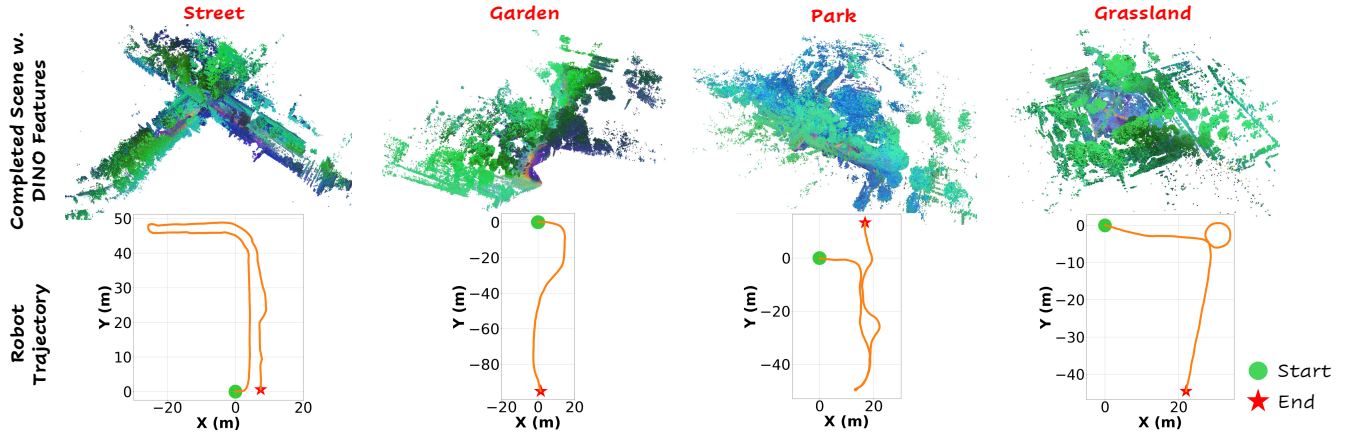 Street Garden Park Grassland
Completed Scene w.
DINO Features
Robot
Trajectory
Y (m)
50
40
30
20
10
0
−20 0 20
X (m)
Y (m)
0
−20
−40
−60
−80
−20 0 20
X (m)
Y (m)
0
−20
−40
0 20
X (m)
Y (m)
0
−10
−20
−30
−40
0 20
X (m)
Start
End